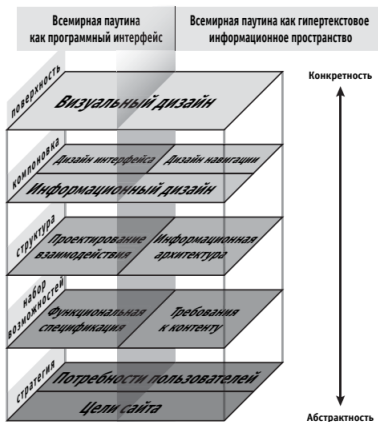 Всемирная паутина
как программный интерфейс
Всемирная паутина как гипертекстовое
информационное пространство
Конкретность
поверхность
Визуальный дизайн
компоновка
Дизайн интерфейса
Дизайн навигации
Информационный дизайн
структура
Проектирование
взаимодействия
Информационная
архитектура
набор
возможностей
Функциональная
спецификация
Требования
к контенту
стратегия
Потребности пользователей
Цели сайта
Абстрактность